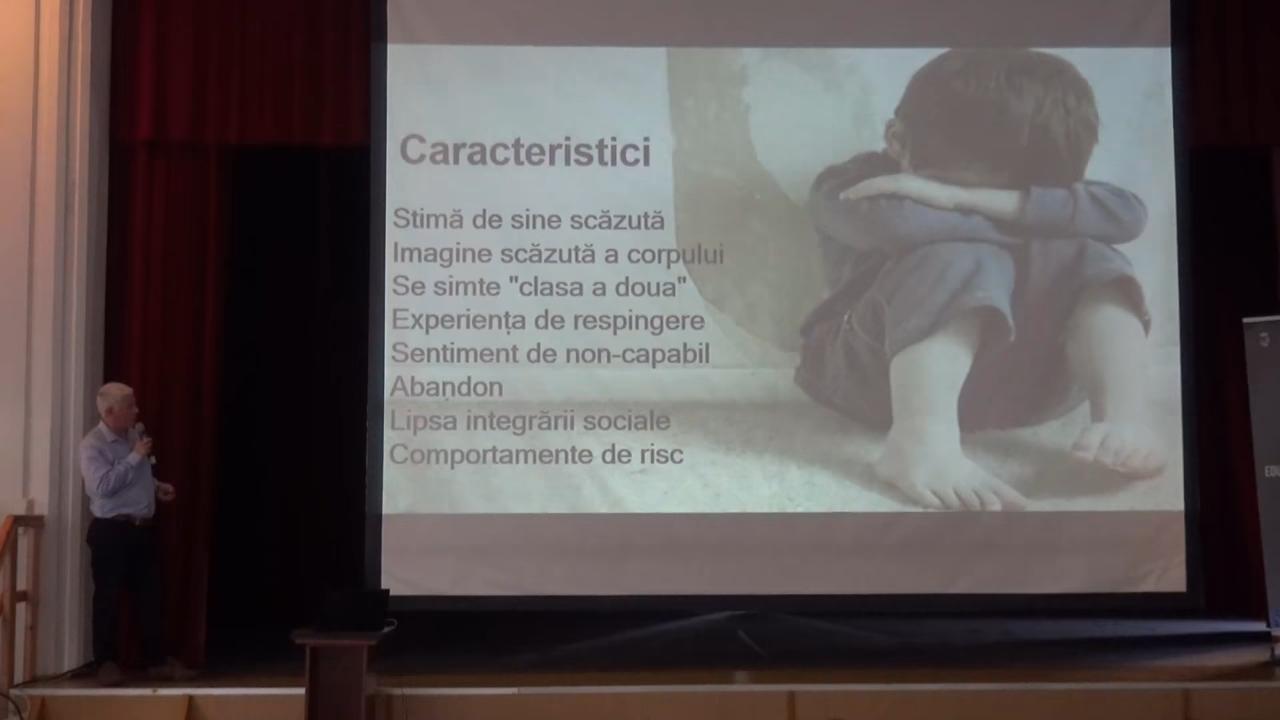 Caracteristici
Stimă de sine scăzută
Imagine scăzută a corpului
Se simte "clasa a doua"
Experiența de respingere
Sentiment de non-capabil
Abandon
Lipsa integrării sociale
Comportamente de risc